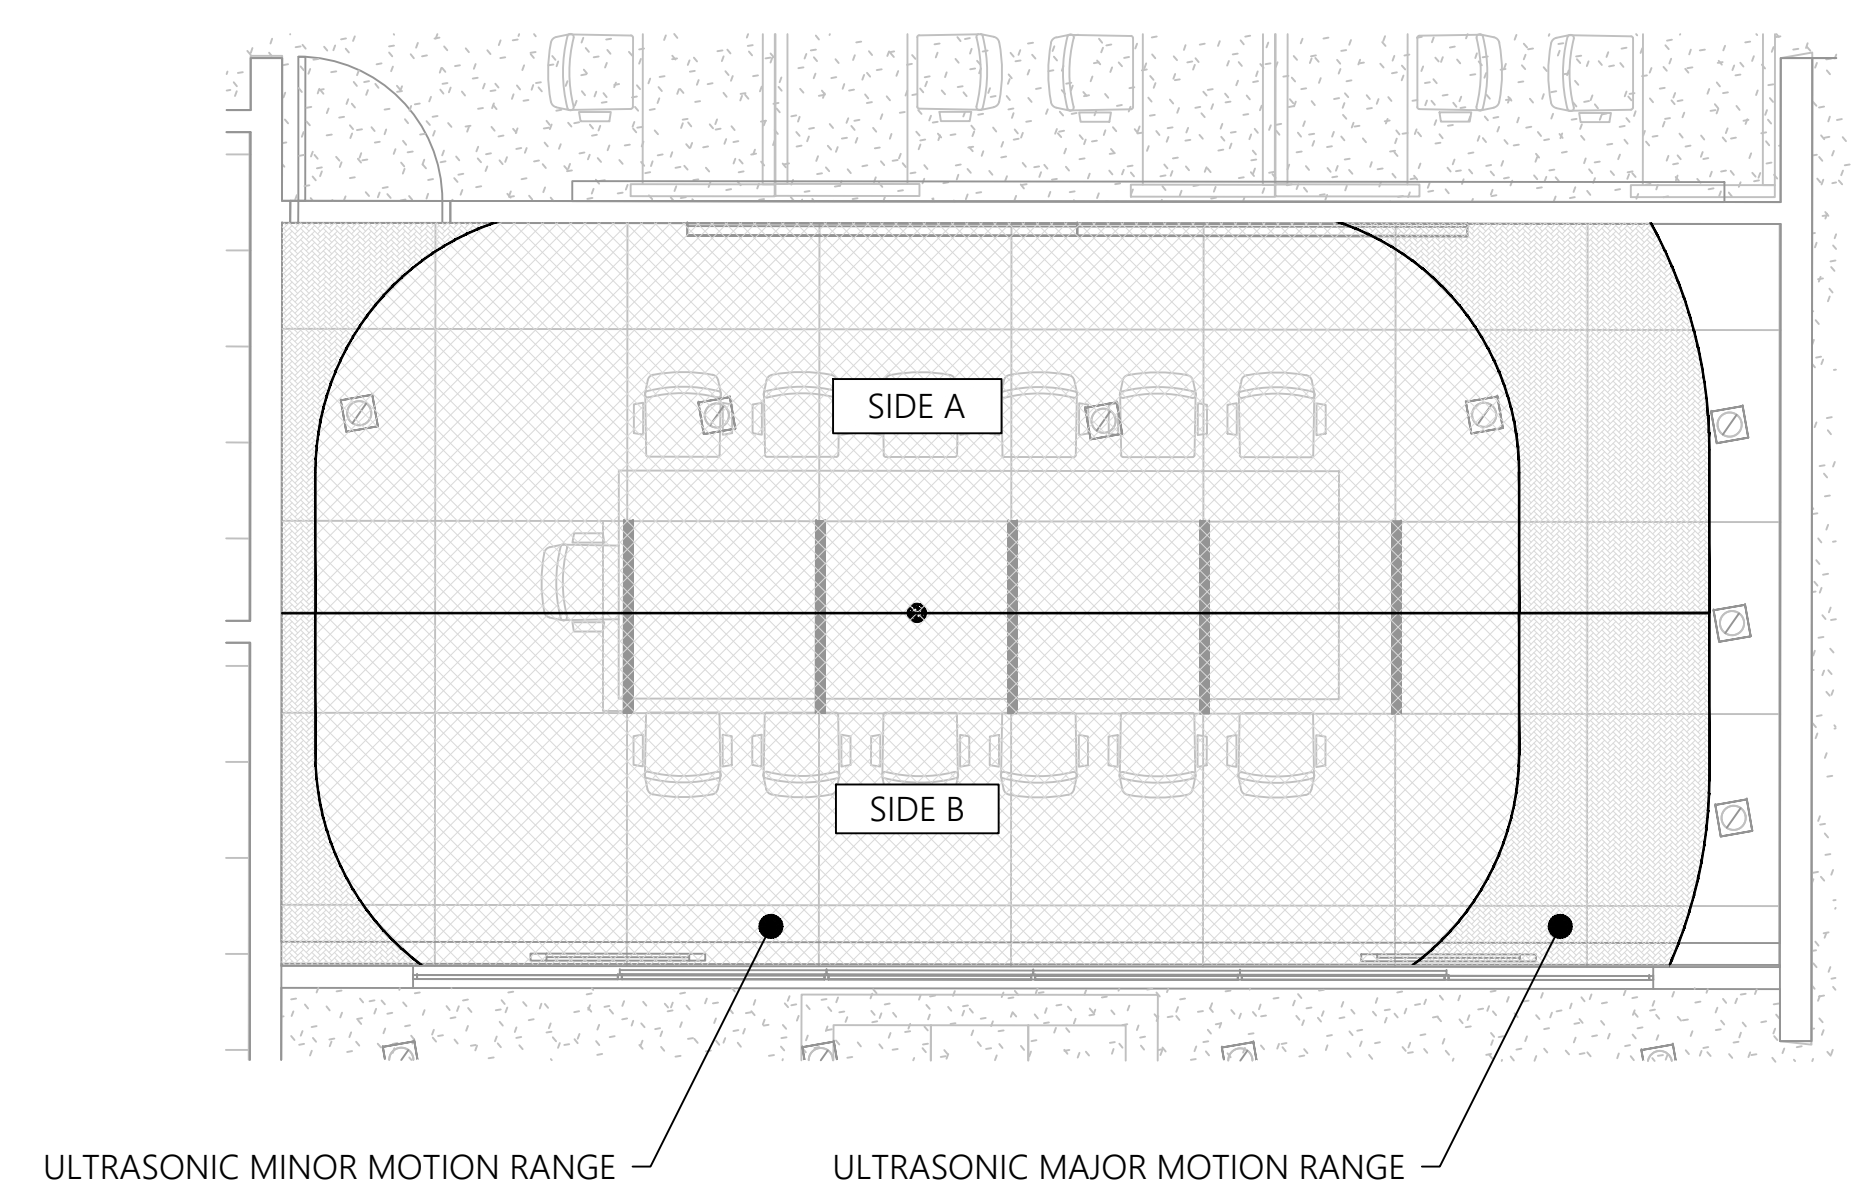 SIDE A
SIDE B
ULTRASONIC MINOR MOTION RANGE
ULTRASONIC MAJOR MOTION RANGE